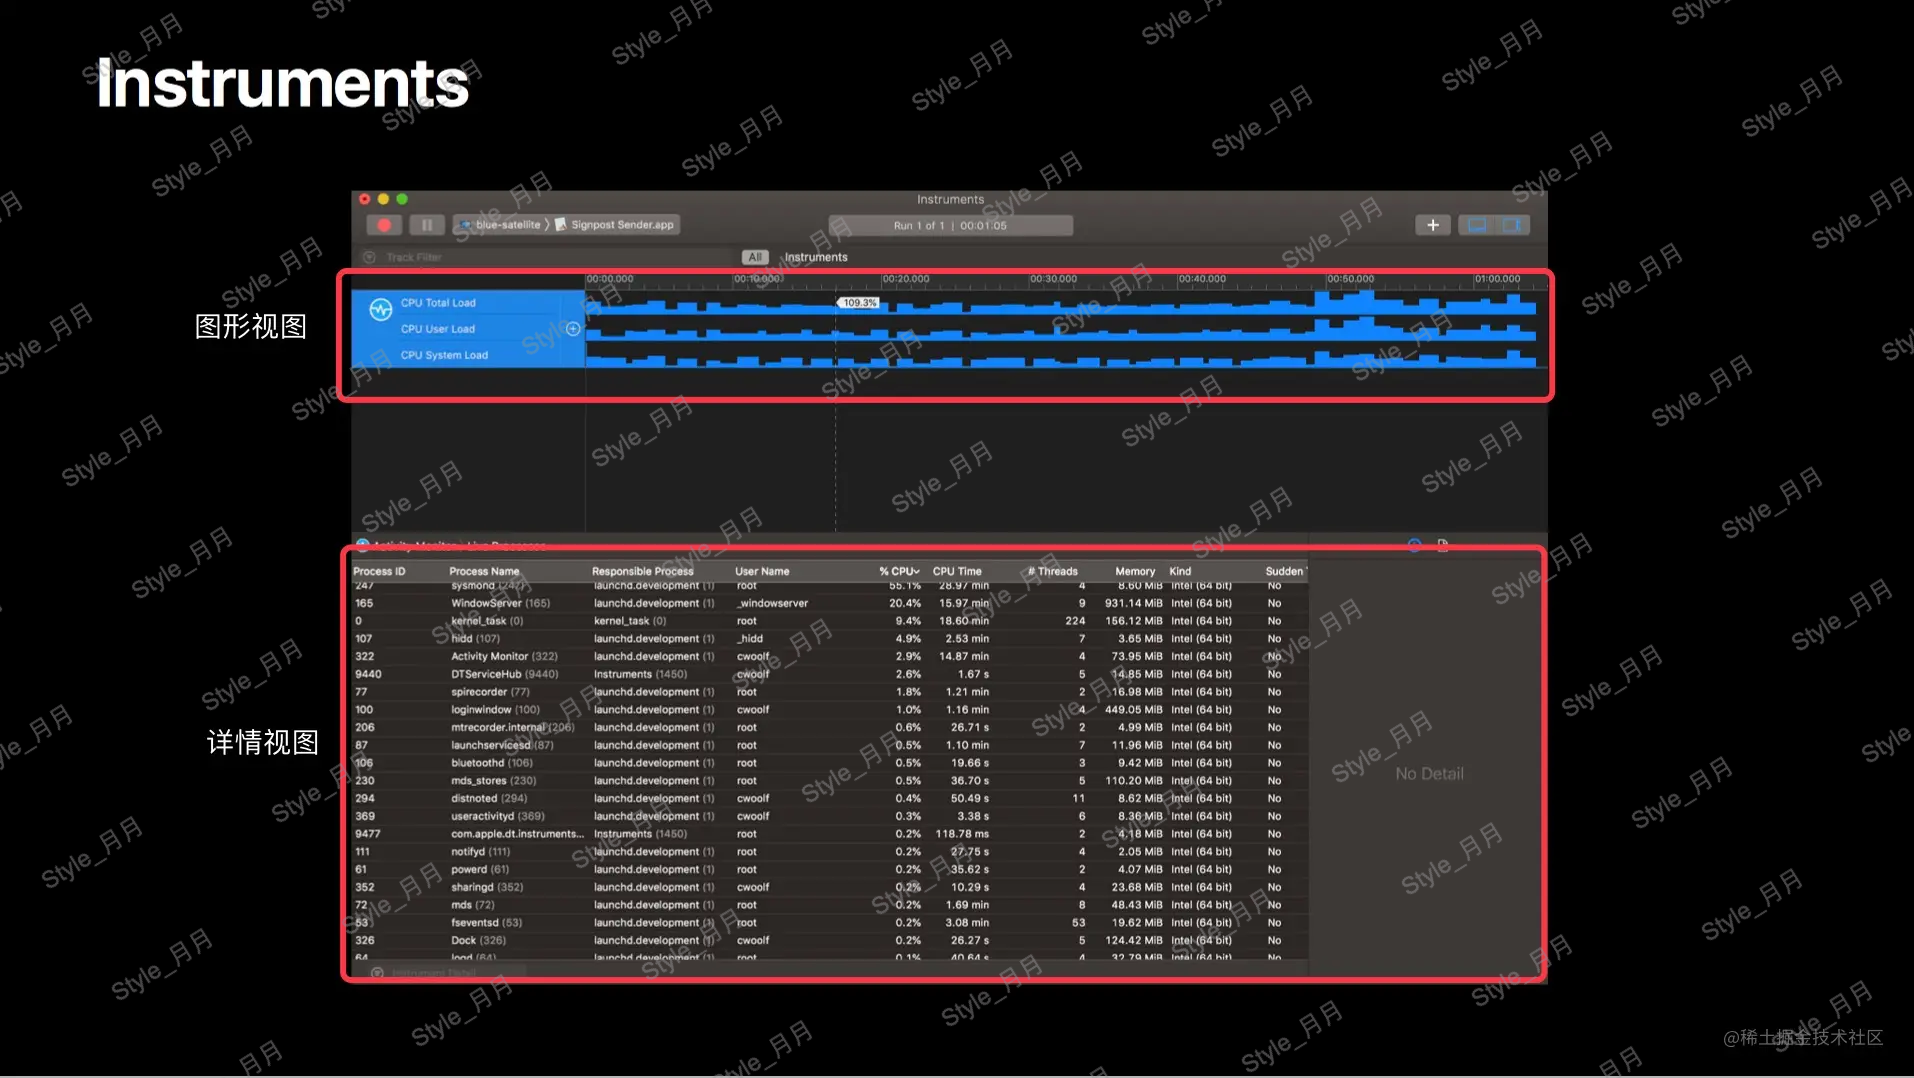 Instruments
Instruments
blue-satellite 〉 Signpost Sender.app
Run 1 of 1 | 00:01:05
Track Filter
All Instruments
00:00.000 00:10.000 00:20.000 00:30.000 00:40.000 00:50.000 01:00.000
图形视图
CPU Total Load
109.3%
CPU User Load
CPU System Load
Activity Monitor Live Processes
详情视图
Process ID Process Name Responsible Process User Name % CPU CPU Time # Threads Memory Kind Sudden
247 sysmond (247) launchd.development (1) root 55.1% 28.97 min 4 8.60 MiB Intel (64 bit) No
165 WindowServer (165) launchd.development (1) _windowserver 20.4% 15.97 min 9 931.14 MiB Intel (64 bit) No
0 kernel_task (0) kernel_task (0) root 9.4% 18.60 min 224 156.12 MiB Intel (64 bit) No
107 hidd (107) launchd.development (1) _hidd 4.9% 2.53 min 7 3.65 MiB Intel (64 bit) No
322 Activity Monitor (322) launchd.development (1) cwoolf 2.9% 14.87 min 4 73.95 MiB Intel (64 bit) No
9440 DTServiceHub (9440) Instruments (1450) cwoolf 2.6% 1.67 s 5 14.85 MiB Intel (64 bit) No
77 spirecorder (77) launchd.development (1) root 1.8% 1.21 min 2 16.98 MiB Intel (64 bit) No
100 loginwindow (100) launchd.development (1) cwoolf 1.0% 1.16 min 4 449.05 MiB Intel (64 bit) No
206 mtrecorder.internal (206) launchd.development (1) root 0.6% 26.71 s 2 4.99 MiB Intel (64 bit) No
87 launchservicesd (87) launchd.development (1) root 0.5% 1.10 min 7 11.96 MiB Intel (64 bit) No
106 bluetoothd (106) launchd.development (1) root 0.5% 19.66 s 3 9.42 MiB Intel (64 bit) No
230 mds_stores (230) launchd.development (1) root 0.5% 36.70 s 5 110.20 MiB Intel (64 bit) No
294 distnoted (294) launchd.development (1) cwoolf 0.4% 50.49 s 11 8.62 MiB Intel (64 bit) No
369 useractivityd (369) launchd.development (1) cwoolf 0.3% 3.38 s 6 8.36 MiB Intel (64 bit) No
9477 com.apple.dt.instruments... Instruments (1450) root 0.2% 118.78 ms 2 4.18 MiB Intel (64 bit) No
111 notifyd (111) launchd.development (1) root 0.2% 27.75 s 4 2.05 MiB Intel (64 bit) No
61 powerd (61) launchd.development (1) root 0.2% 35.62 s 2 4.07 MiB Intel (64 bit) No
352 sharingd (352) launchd.development (1) cwoolf 0.2% 10.29 s 4 23.68 MiB Intel (64 bit) No
72 mds (72) launchd.development (1) root 0.2% 1.69 min 8 48.43 MiB Intel (64 bit) No
53 fseventsd (53) launchd.development (1) root 0.2% 3.08 min 53 19.62 MiB Intel (64 bit) No
326 Dock (326) launchd.development (1) cwoolf 0.2% 26.27 s 5 124.42 MiB Intel (64 bit) No
64 logd (64) launchd.development (1) root 0.1% 40.64 s 4 32.79 MiB Intel (64 bit) No
No Detail
Instrument Detail
Style_月月
@稀土掘金技术社区